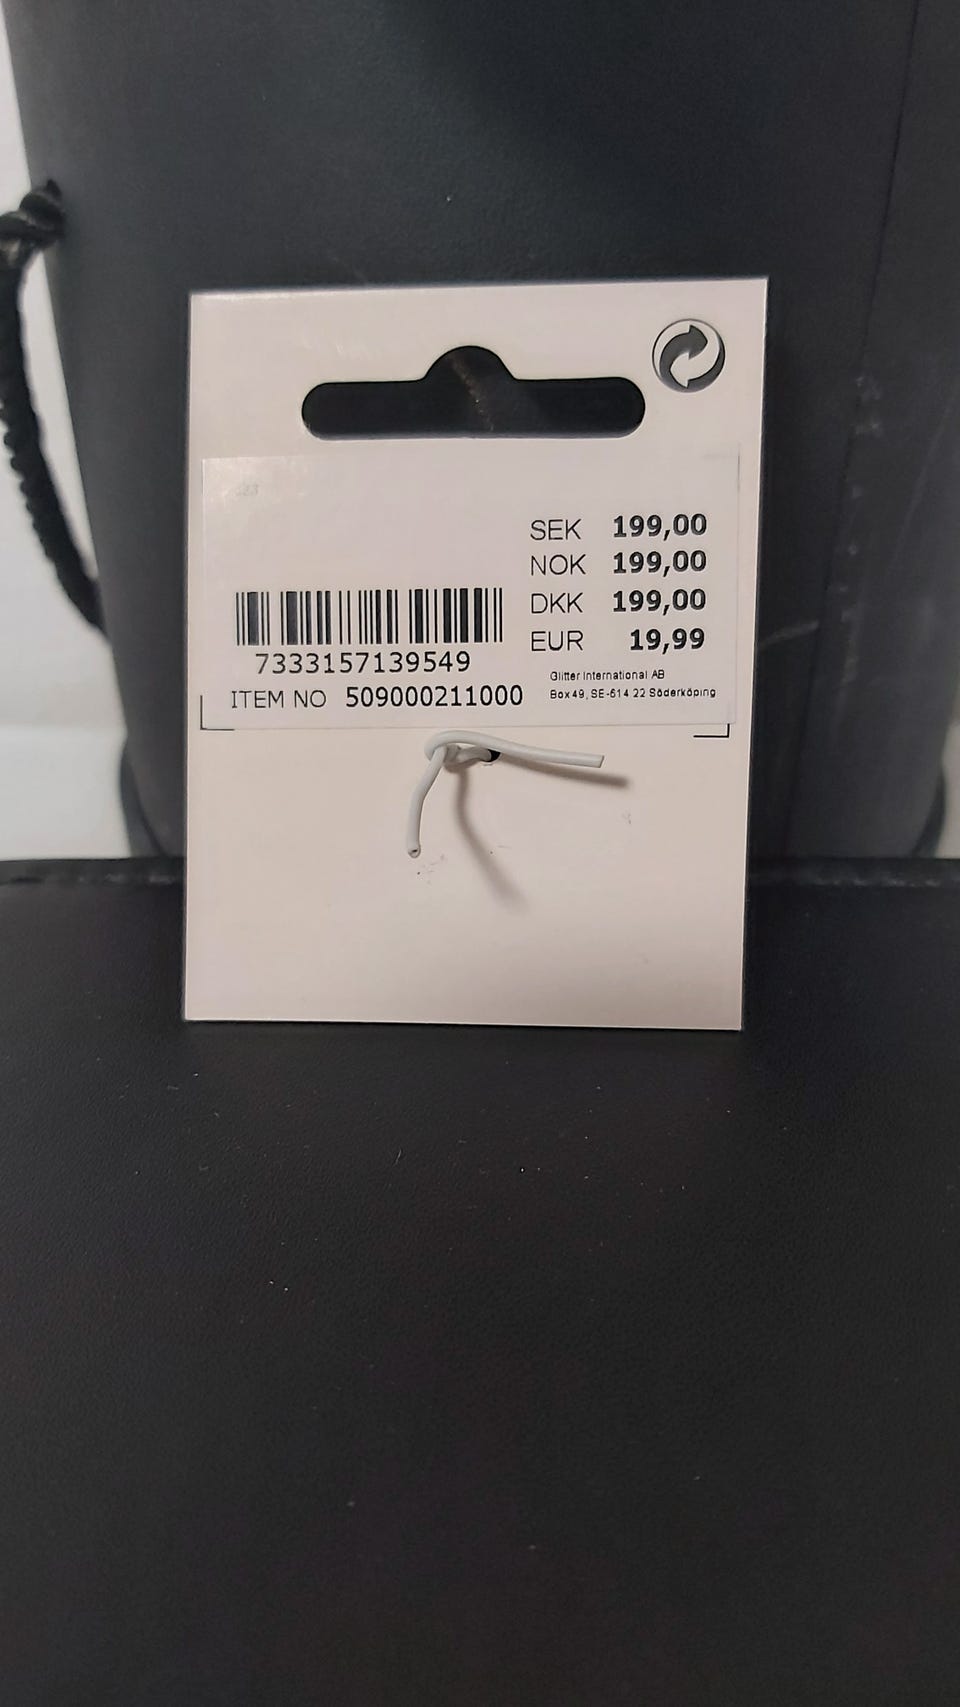 SEK 199,00
NOK 199,00
DKK 199,00
EUR 19,99
7333157139549
ITEM NO 509000211000
Glitter International AB
Box 49, SE-614 22 Söderköping